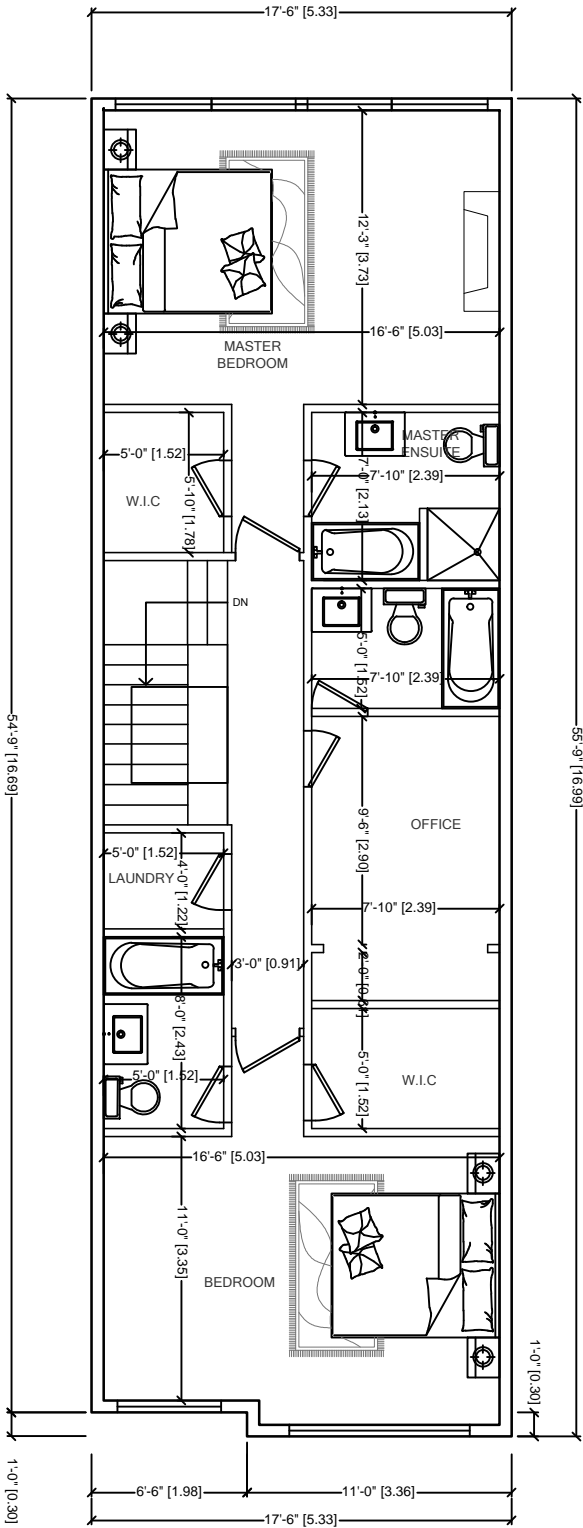 17'-6" [5.33]
12'-3" [3.73]
16'-6" [5.03]
MASTER
BEDROOM
5'-0" [1.52]
5'-10" [1.78]
W.I.C
MASTER
ENSUITE
7'-0" [2.13]
7'-10" [2.39]
DN
5'-0" [1.52]
7'-10" [2.39]
54'-9" [16.69]
55'-9" [16.99]
9'-6" [2.90]
OFFICE
5'-0" [1.52]
4'-0" [1.22]
LAUNDRY
7'-10" [2.39]
3'-0" [0.91]
2'-0" [0.61]
8'-0" [2.43]
5'-0" [1.52]
5'-0" [1.52]
W.I.C
16'-6" [5.03]
11'-0" [3.35]
BEDROOM
1'-0" [0.30]
1'-0" [0.30]
6'-6" [1.98]
11'-0" [3.36]
17'-6" [5.33]